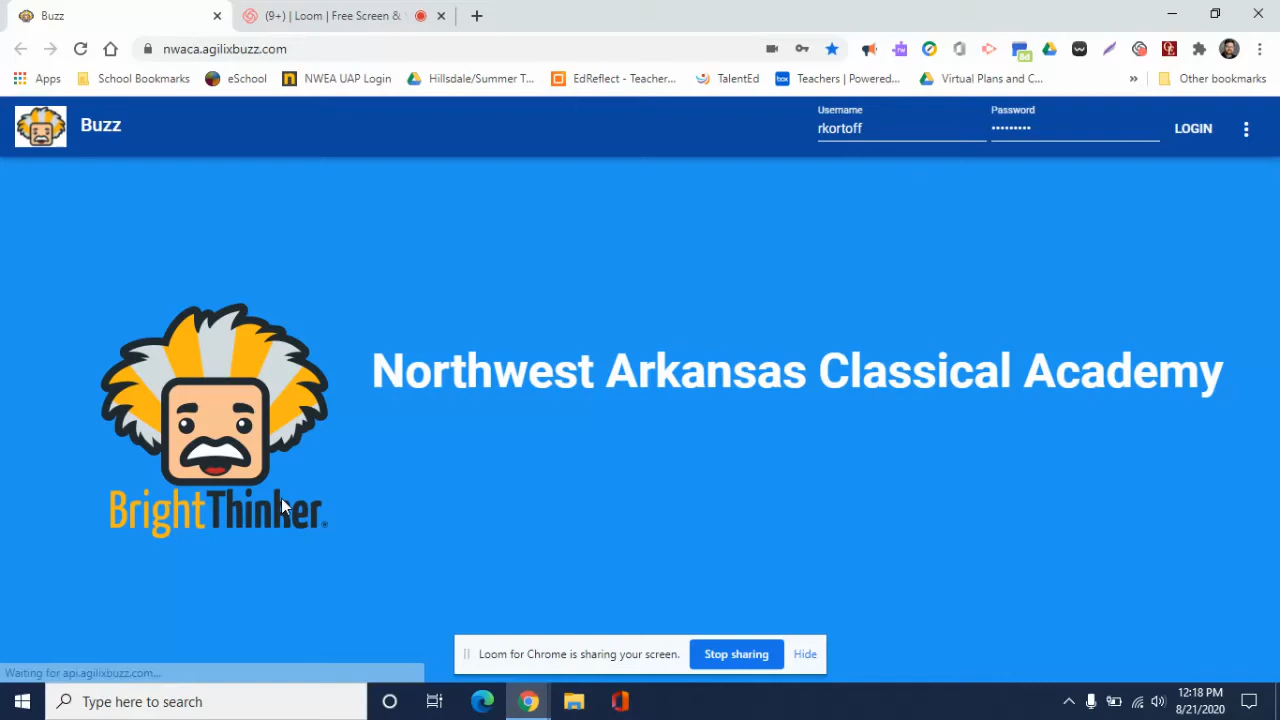 Buzz
(9+) | Loom | Free Screen &
nwaca.agilixbuzz.com
8d
Apps
School Bookmarks
eSchool
NWEA UAP Login
Hillsdale/Summer T...
EdReflect - Teacher...
TalentEd
box
Teachers | Powered...
Virtual Plans and C...
»
Other bookmarks
Buzz
Username
rkortoff
Password
•••••••••
LOGIN
Northwest Arkansas Classical Academy
BrightThinker®
Loom for Chrome is sharing your screen.
Stop sharing
Hide
Waiting for api.agilixbuzz.com...
Type here to search
12:18 PM
8/21/2020